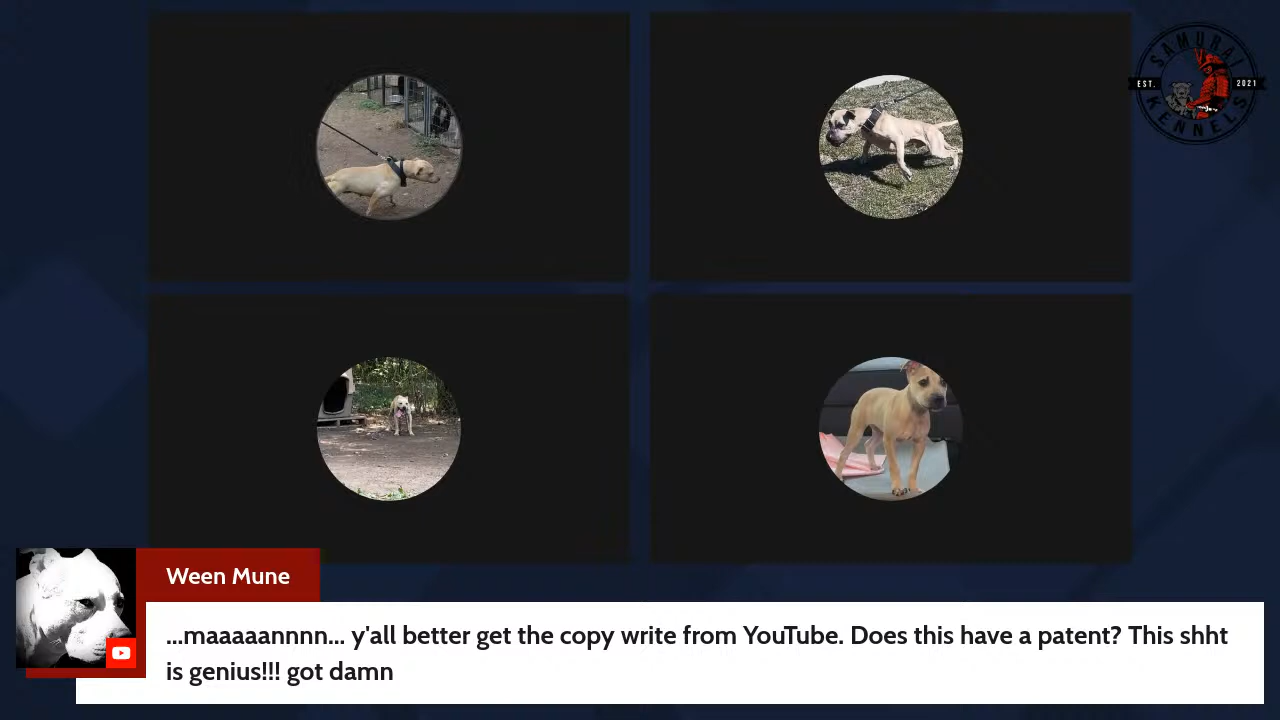 SAMURAI
EST. 2021
KENNELS
Ween Mune
...maaaaannnn... y'all better get the copy write from YouTube. Does this have a patent? This shht
is genius!!! got damn